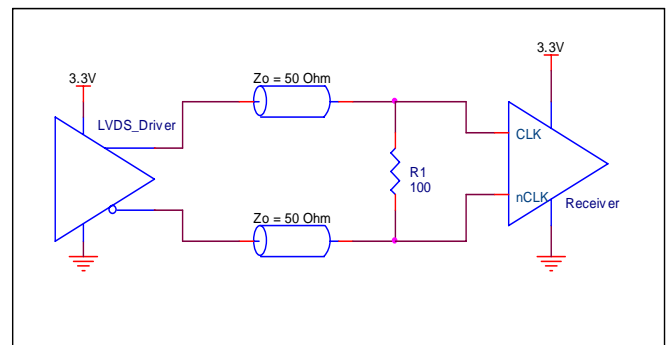 3.3V
LVDS_Driver
Zo = 50 Ohm
3.3V
CLK
R1
100
nCLK
Receiver
Zo = 50 Ohm